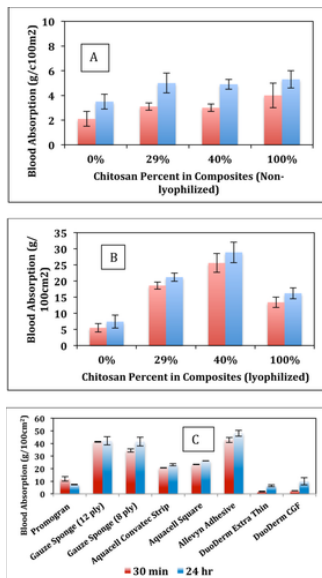 A
Blood Absorption (g/c100m2)
8
6
4
2
0
0% 29% 40% 100%
Chitosan Percent in Composites (Non-
lyophilized)
B
Blood Absorption (g/
100cm2)
35
30
25
20
15
10
5
0
0% 29% 40% 100%
Chitosan Percent in Composites (lyophilized)
C
Blood Absorption (g/100cm²)
60
50
40
30
20
10
0
Promogran
Gauze Sponge (12 ply)
Gauze Sponge (8 ply)
Aquacell Convatec Strip
Aquacell Square
Allevyn Adhesive
DuoDerm Extra Thin
DuoDerm CGF
30 min 24 hr